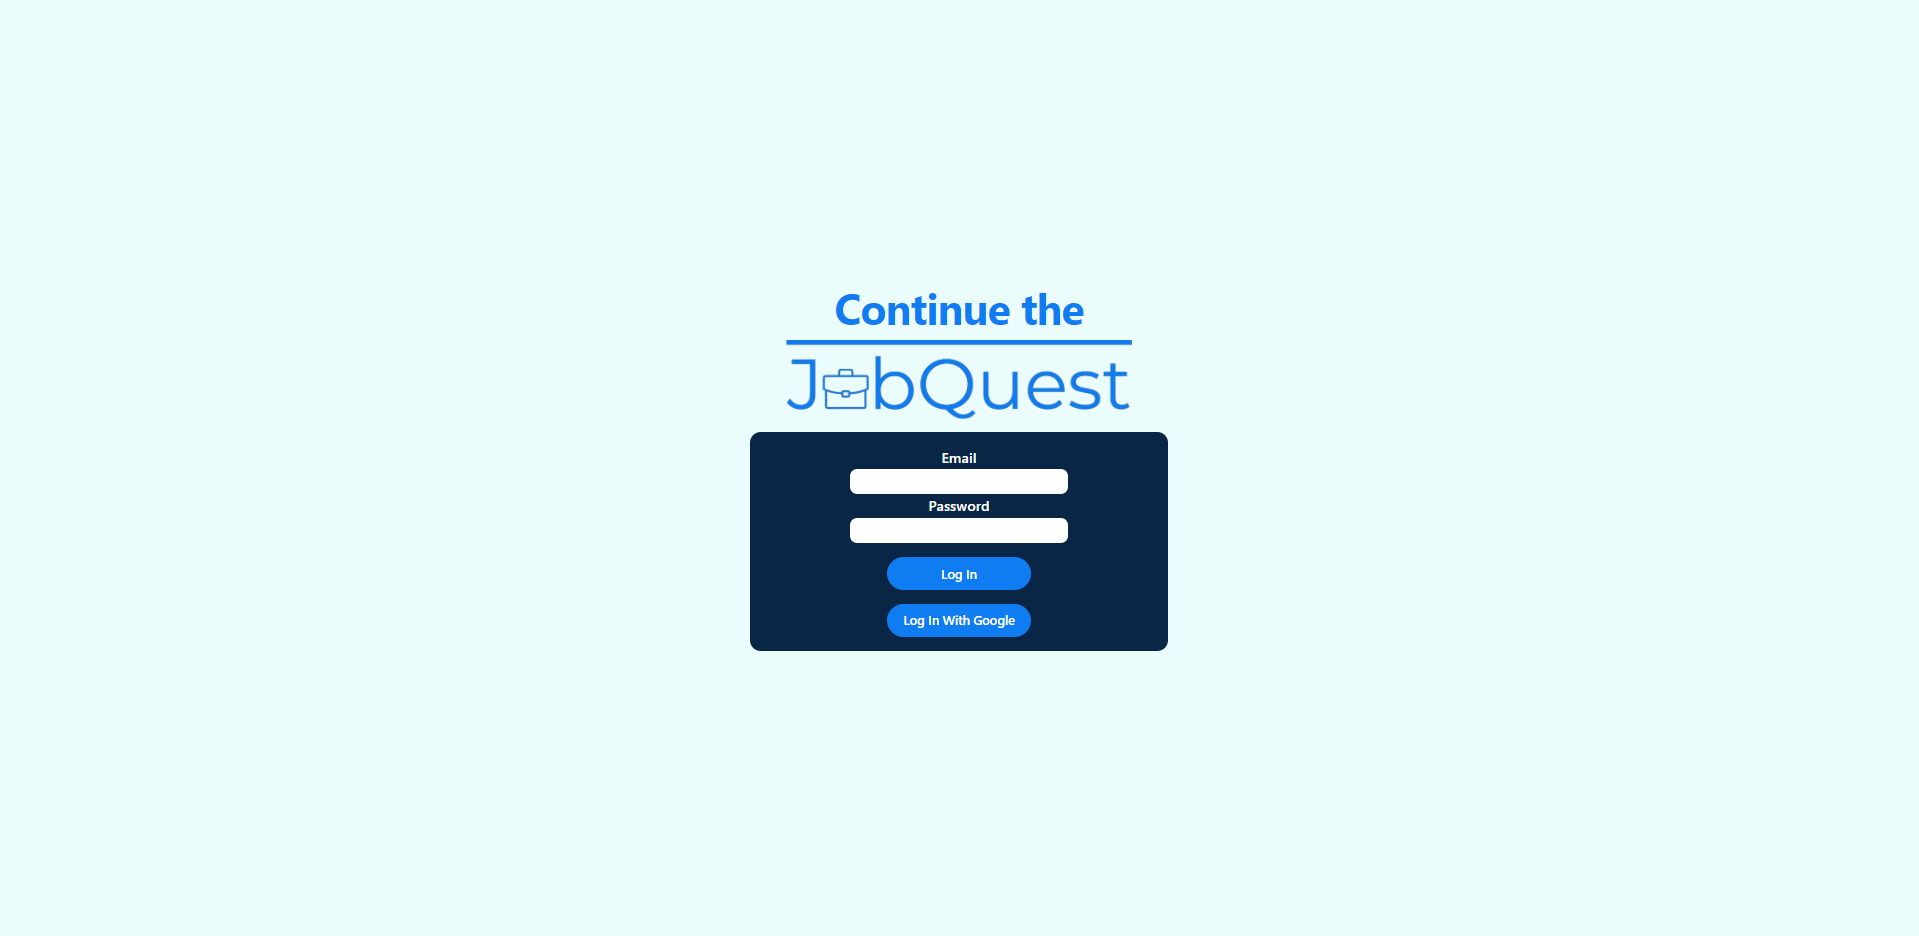 Continue the
JobQuest
Email
Password
Log In
Log In With Google